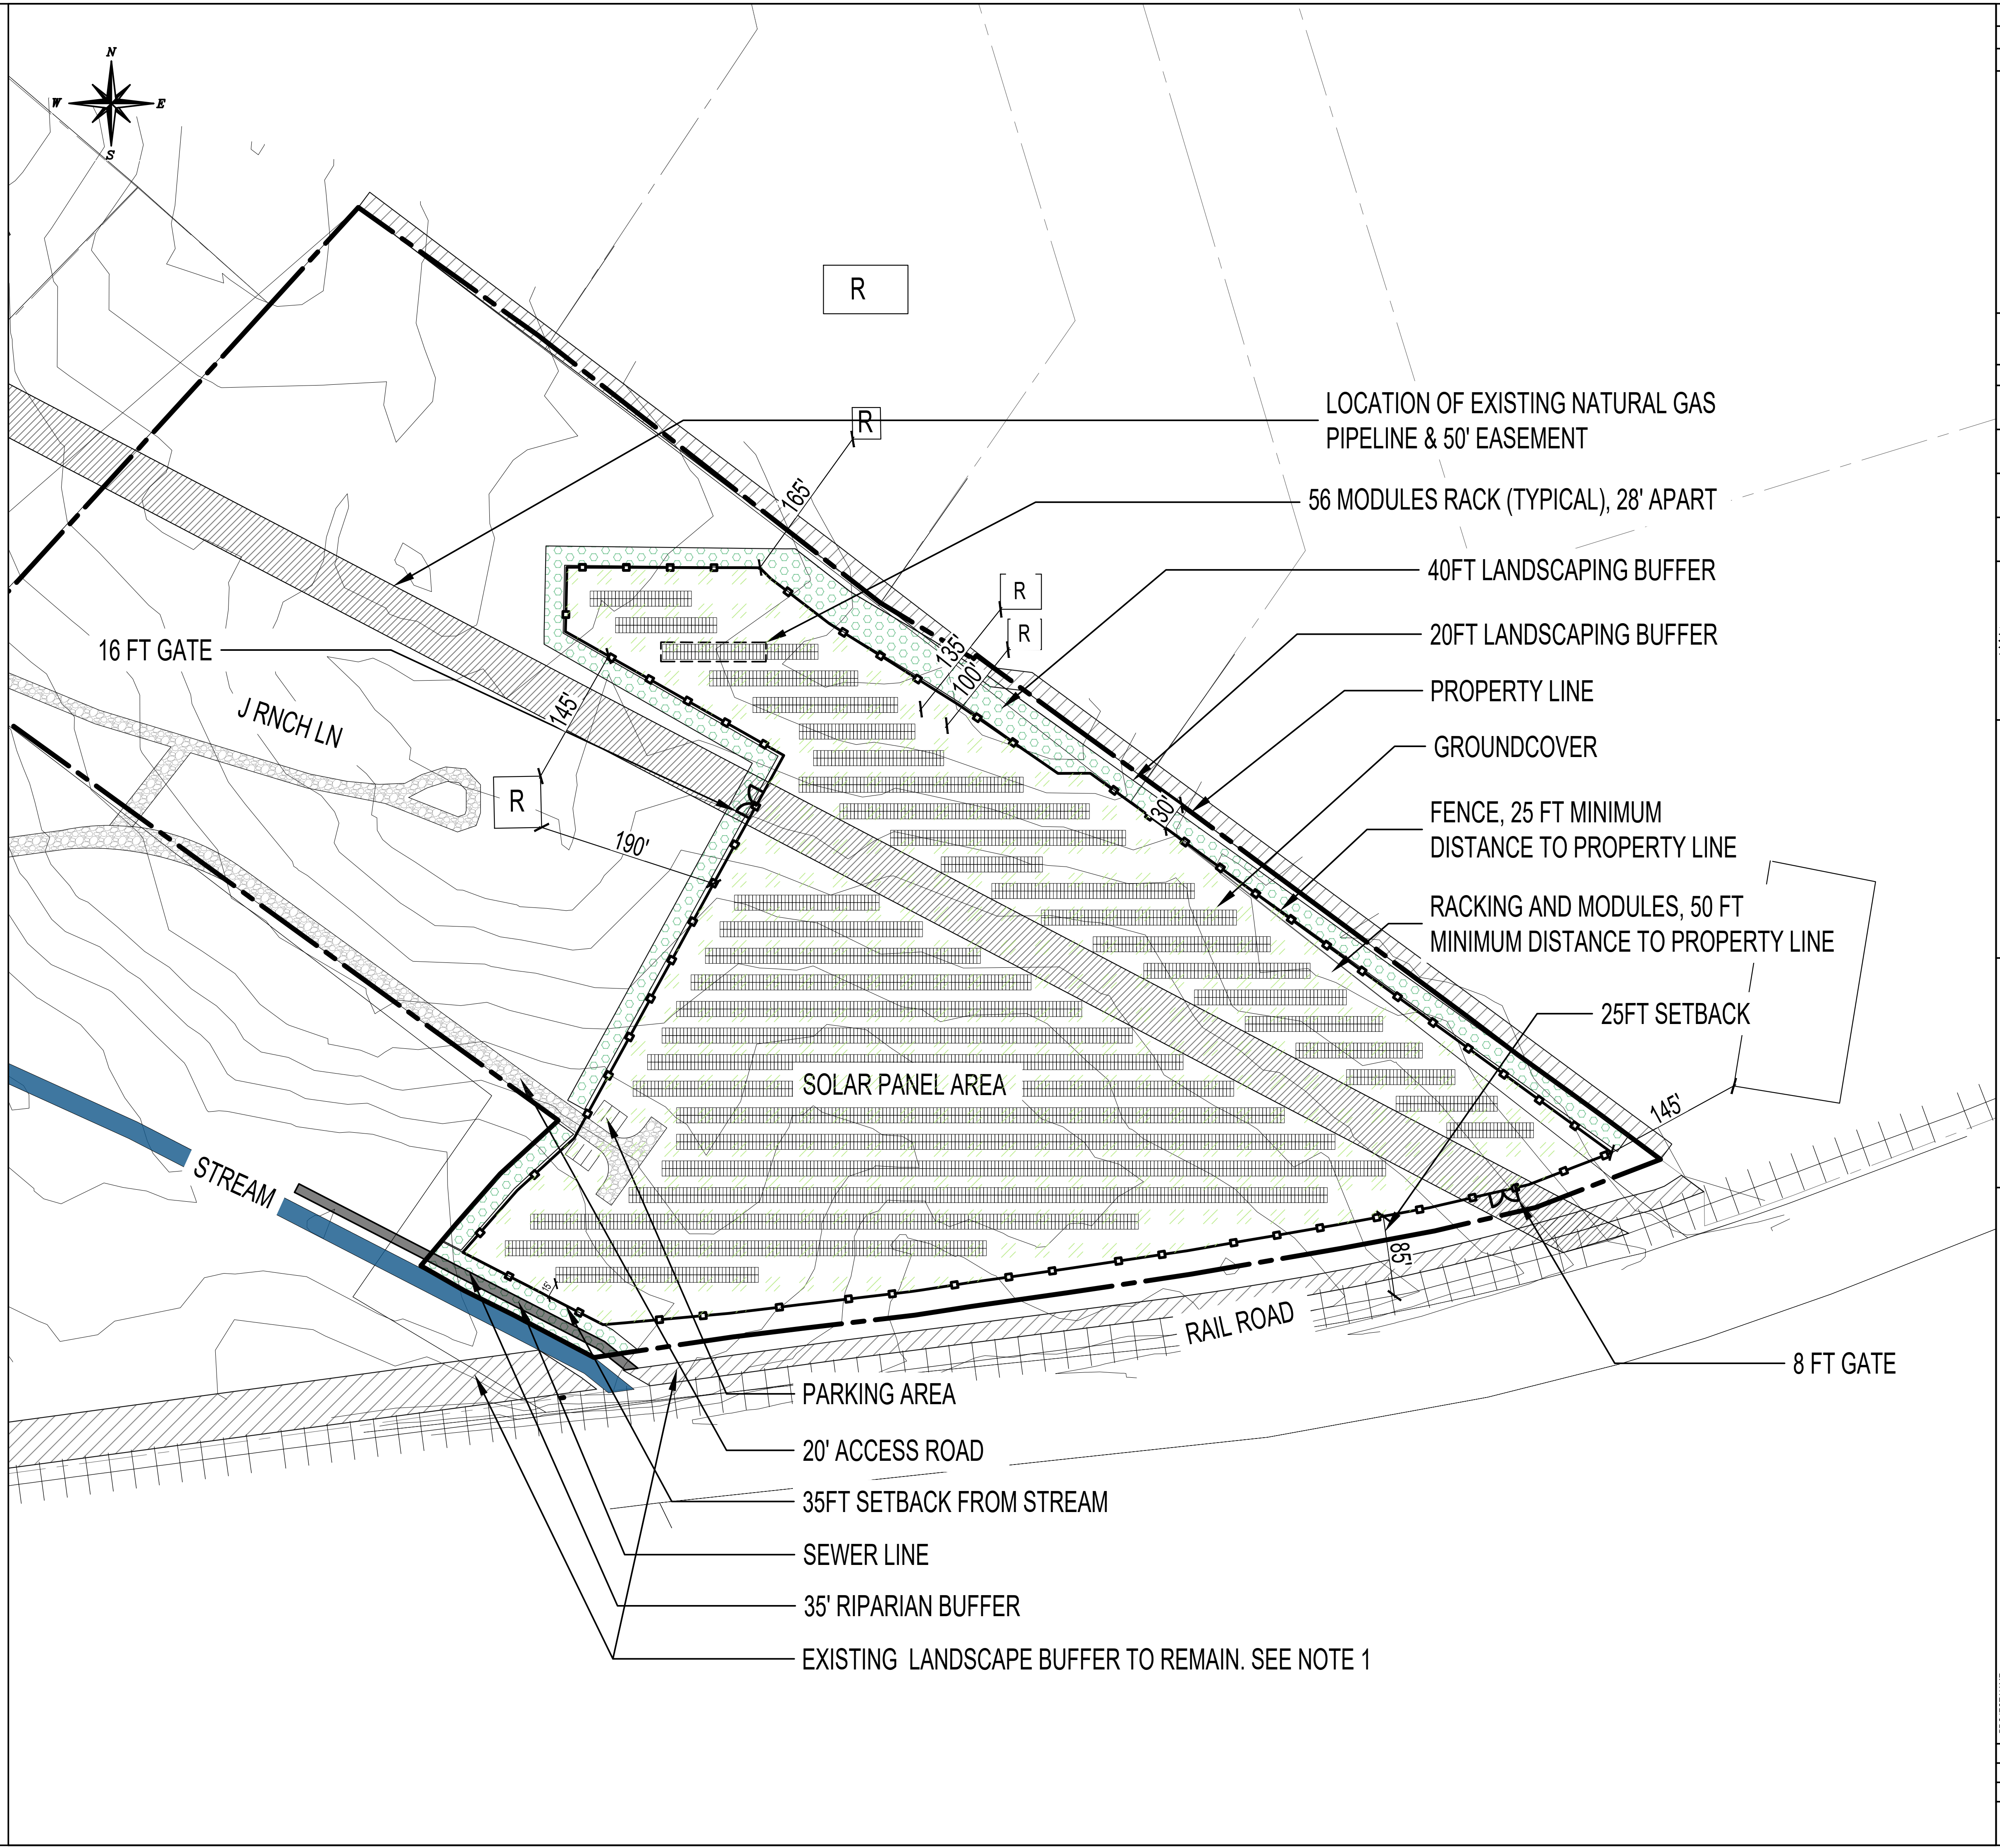 N
W
E
S
R
LOCATION OF EXISTING NATURAL GAS
PIPELINE & 50' EASEMENT
R
165'
56 MODULES RACK (TYPICAL), 28' APART
40FT LANDSCAPING BUFFER
R
R
20FT LANDSCAPING BUFFER
16 FT GATE
135'
100'
PROPERTY LINE
J RNCH LN
145'
GROUNDCOVER
R
30'
FENCE, 25 FT MINIMUM
DISTANCE TO PROPERTY LINE
190'
RACKING AND MODULES, 50 FT
MINIMUM DISTANCE TO PROPERTY LINE
25FT SETBACK
SOLAR PANEL AREA
145'
STREAM
85'
15'
RAIL ROAD
8 FT GATE
PARKING AREA
20' ACCESS ROAD
35FT SETBACK FROM STREAM
SEWER LINE
35' RIPARIAN BUFFER
EXISTING LANDSCAPE BUFFER TO REMAIN. SEE NOTE 1